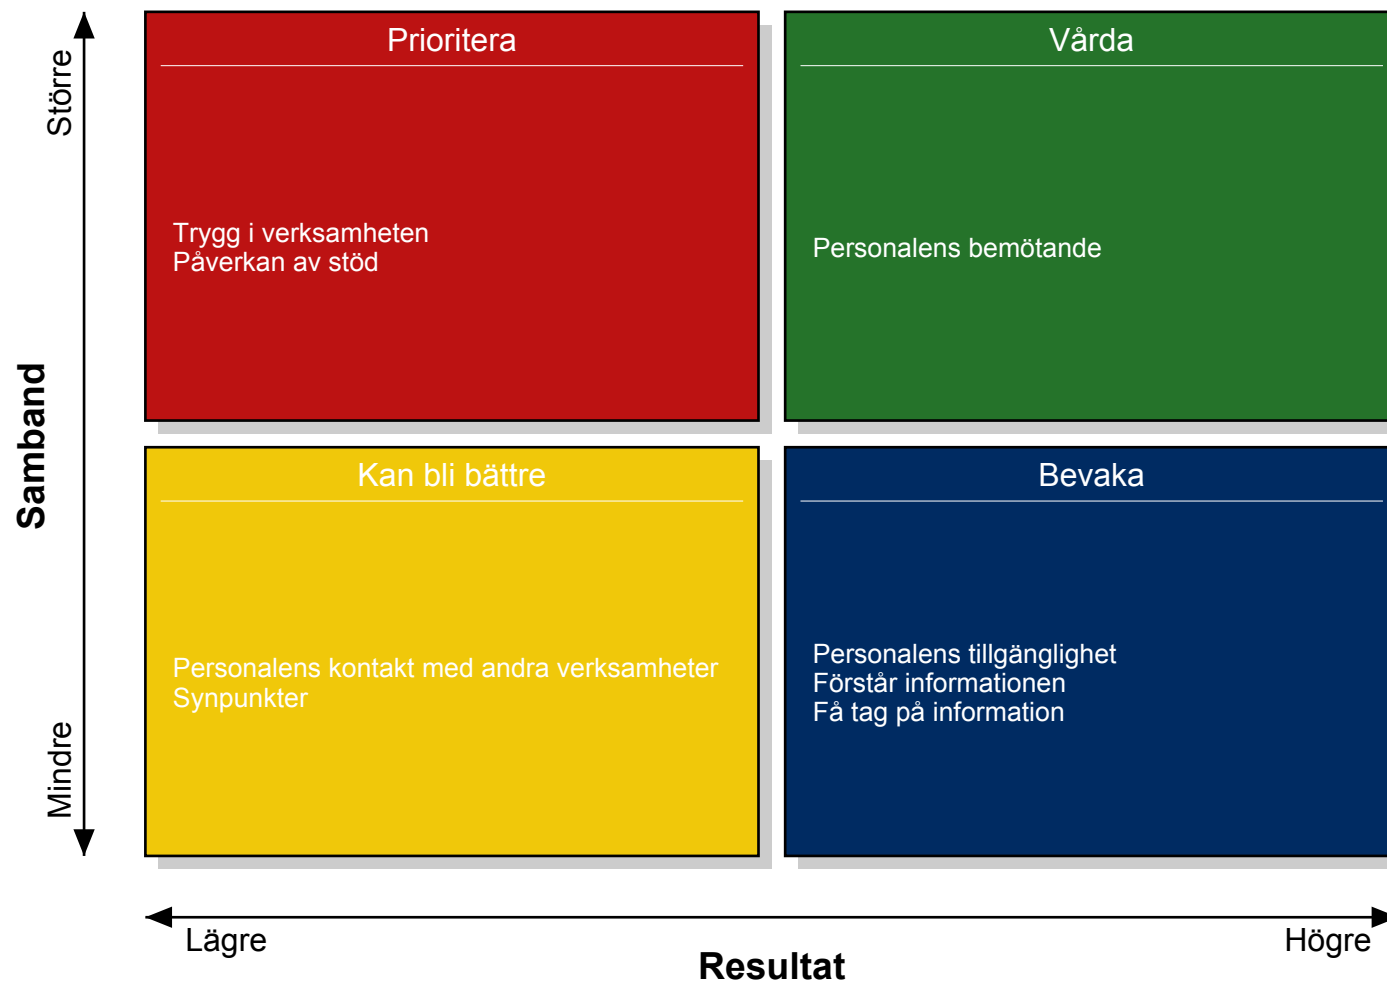 Större
Mindre
Samband
Prioritera
Trygg i verksamheten
Påverkan av stöd
Vårda
Personalens bemötande
Kan bli bättre
Personalens kontakt med andra verksamheter
Synpunkter
Bevaka
Personalens tillgänglighet
Förstår informationen
Få tag på information
Lägre
Högre
Resultat